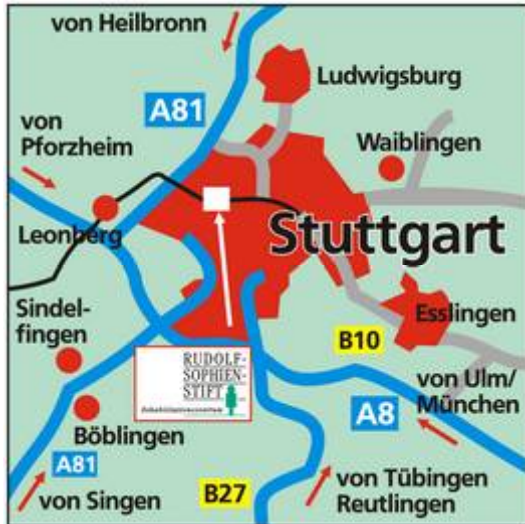 von Heilbronn
Ludwigsburg
A81
von
Pforzheim
Waiblingen
Leonberg
Stuttgart
Sindel-
fingen
Esslingen
B10
RUDOLF-
SOPHIEN-
STIFT
von Ulm/
München
A8
Böblingen
A81
von Singen
B27
von Tübingen
Reutlingen